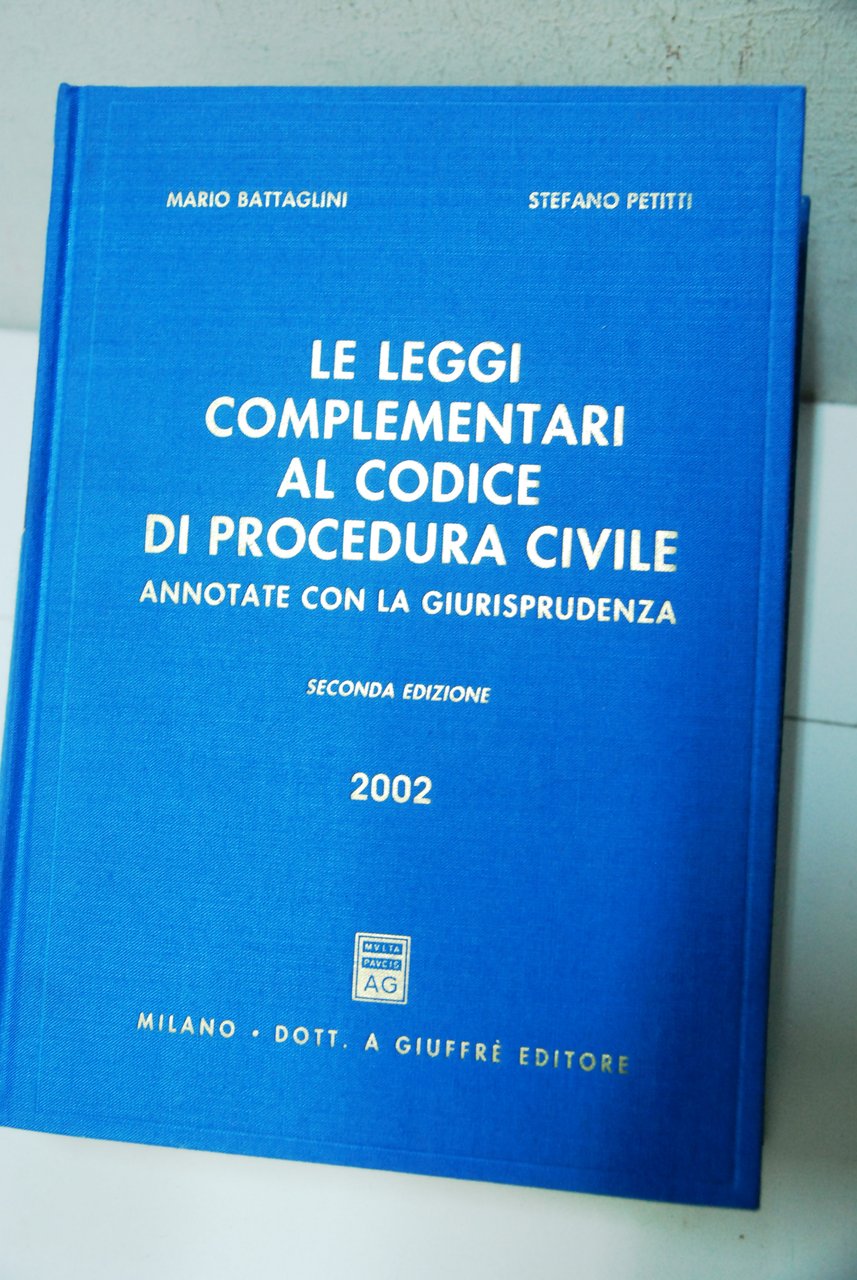 MARIO BATTAGLINI STEFANO PETITTI
LE LEGGI
COMPLEMENTARI
AL CODICE
DI PROCEDURA CIVILE
ANNOTATE CON LA GIURISPRUDENZA
SECONDA EDIZIONE
2002
MVLTA
PAVCIS
AG
MILANO • DOTT. A GIUFFRÈ EDITORE